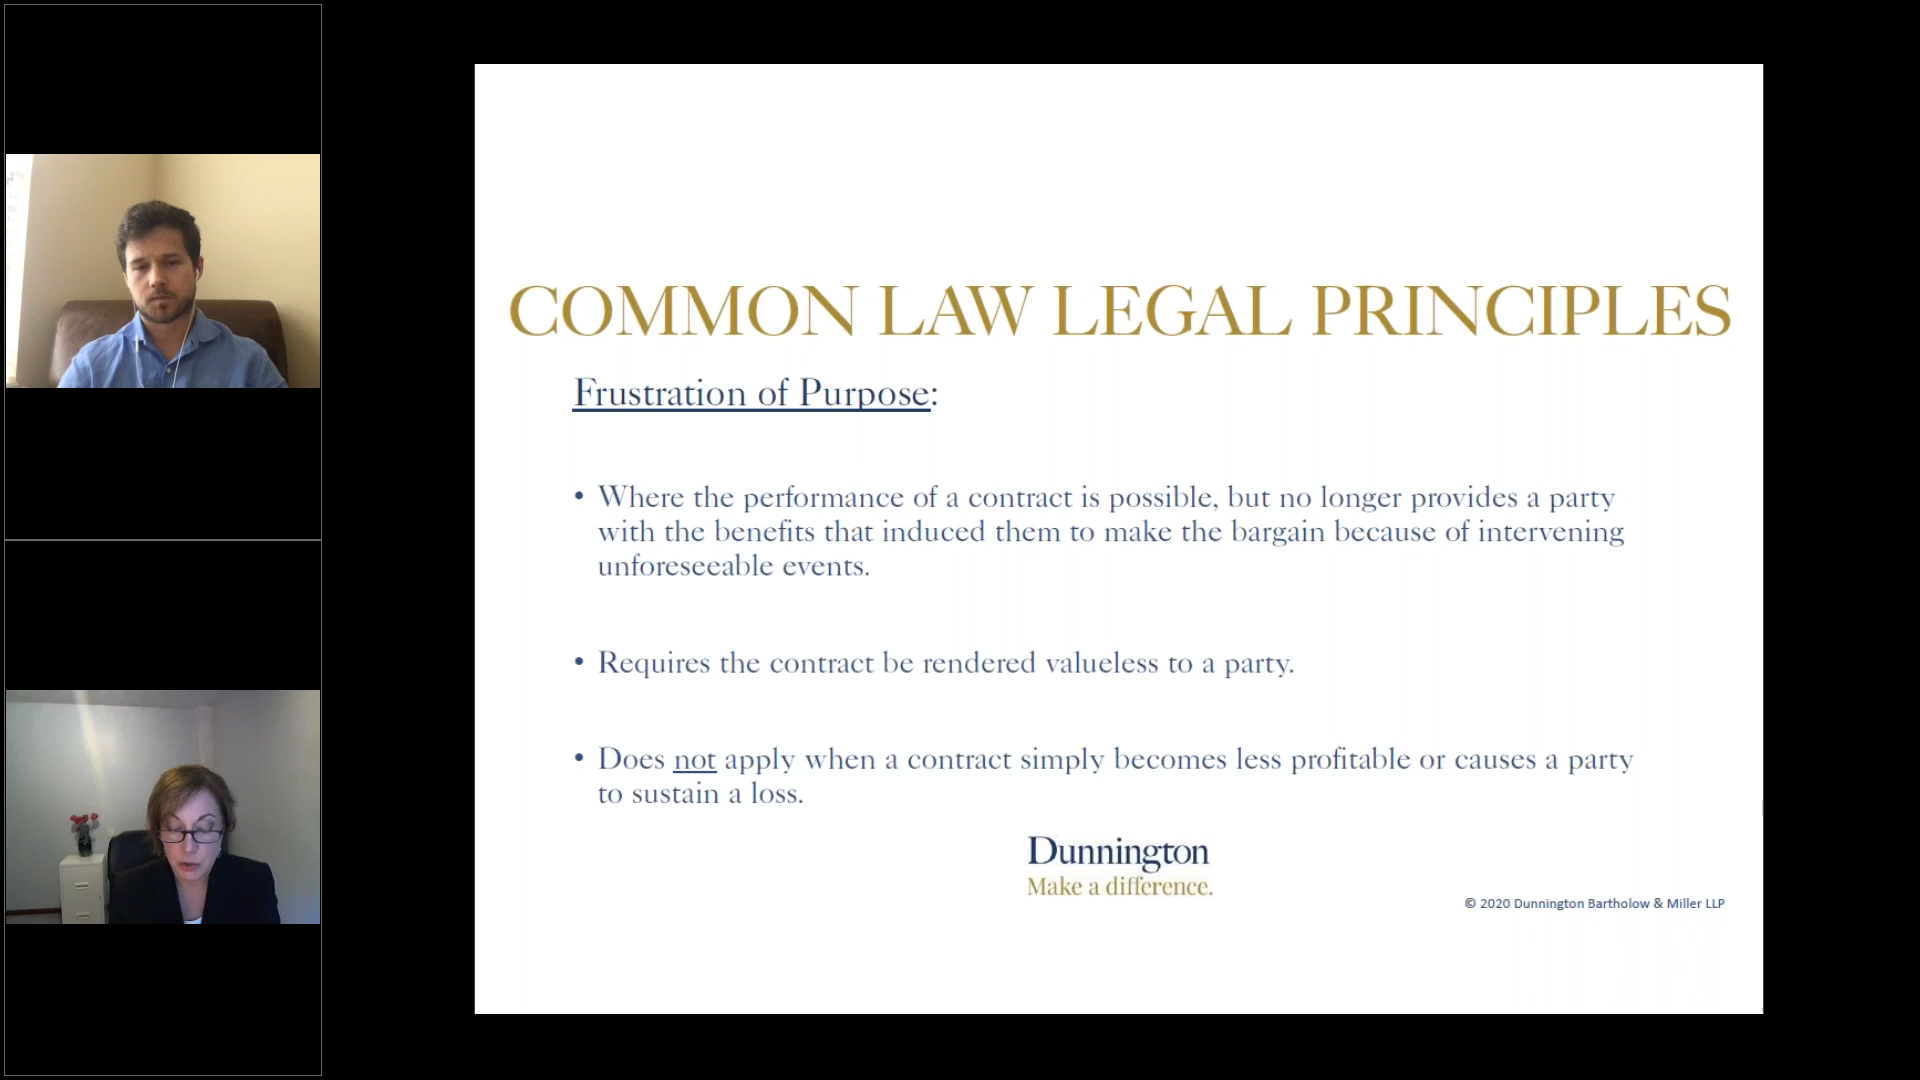 COMMON LAW LEGAL PRINCIPLES
Frustration of Purpose:
• Where the performance of a contract is possible, but no longer provides a party
with the benefits that induced them to make the bargain because of intervening
unforeseeable events.
• Requires the contract be rendered valueless to a party.
• Does not apply when a contract simply becomes less profitable or causes a party
to sustain a loss.
Dunnington
Make a difference.
© 2020 Dunnington Bartholow & Miller LLP